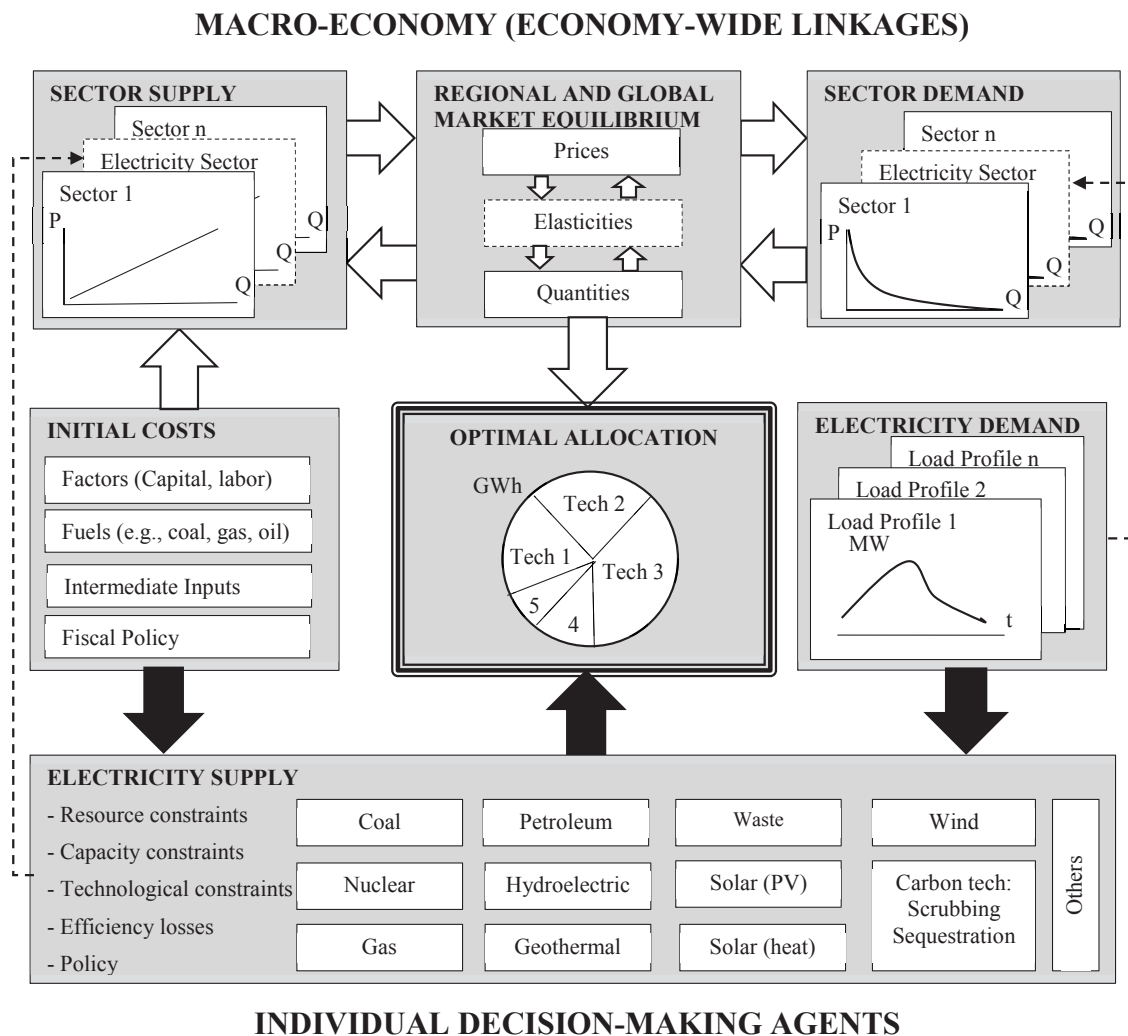 MACRO-ECONOMY (ECONOMY-WIDE LINKAGES)
SECTOR SUPPLY
Sector n
Electricity Sector
Sector 1
P
Q
Q
Q
REGIONAL AND GLOBAL
MARKET EQUILIBRIUM
Prices
Elasticities
Quantities
SECTOR DEMAND
Sector n
Electricity Sector
Sector 1
P
Q
Q
Q
INITIAL COSTS
Factors (Capital, labor)
Fuels (e.g., coal, gas, oil)
Intermediate Inputs
Fiscal Policy
OPTIMAL ALLOCATION
GWh
Tech 2
Tech 1
Tech 3
5
4
ELECTRICITY DEMAND
Load Profile n
Load Profile 2
Load Profile 1
MW
t
ELECTRICITY SUPPLY
- Resource constraints
- Capacity constraints
- Technological constraints
- Efficiency losses
- Policy
Coal
Petroleum
Waste
Wind
Nuclear
Hydroelectric
Solar (PV)
Carbon tech:
Scrubbing
Sequestration
Gas
Geothermal
Solar (heat)
Others
INDIVIDUAL DECISION-MAKING AGENTS